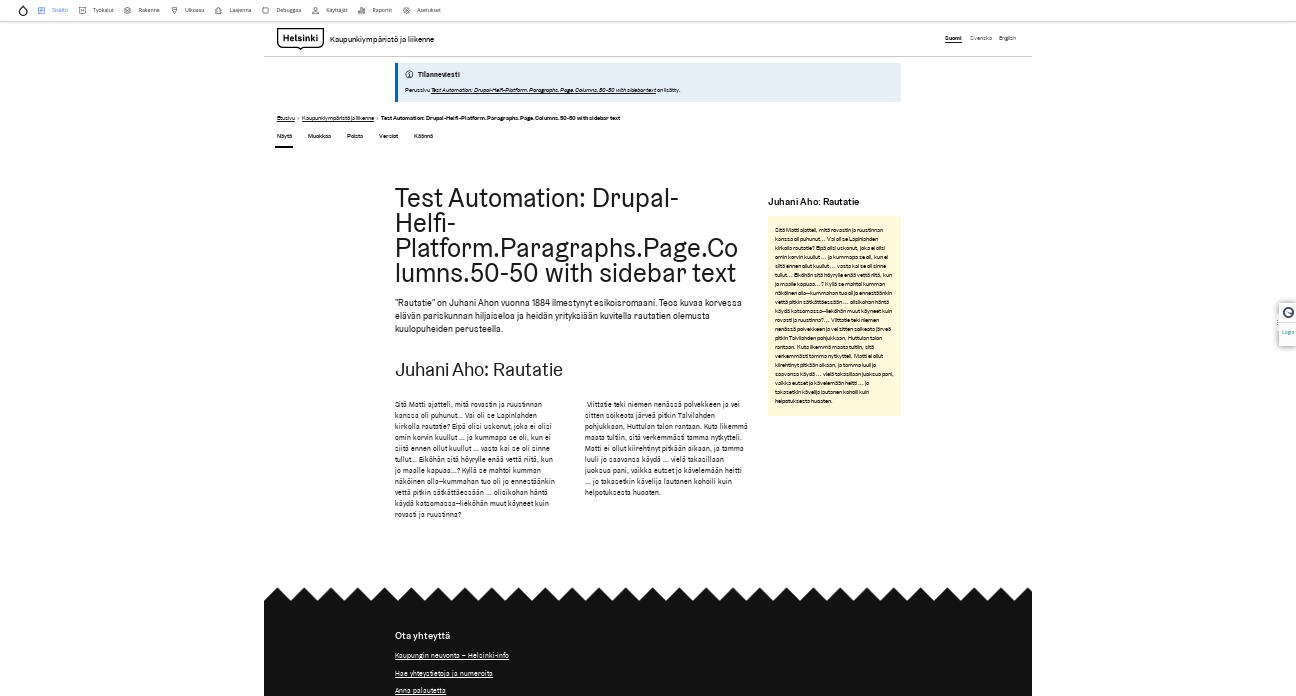 Sisältö Työkalut Rakenne Ulkoasu Laajenna Debuggaa Käyttäjät Raportit Asetukset
Helsinki Kaupunkiympäristö ja liikenne Suomi Svenska English
Tilanneviesti
Perussivu Test Automation: Drupal-Helfi-Platform.Paragraphs.Page.Columns.50-50 with sidebar text on lisätty.
Etusivu › Kaupunkiympäristö ja liikenne › Test Automation: Drupal-Helfi-Platform.Paragraphs.Page.Columns.50-50 with sidebar text
Näytä Muokkaa Poista Versiot Käännä
Test Automation: Drupal-
Helfi-
Platform.Paragraphs.Page.Co
lumns.50-50 with sidebar text
"Rautatie" on Juhani Ahon vuonna 1884 ilmestynyt esikoisromaani. Teos kuvaa korvessa
elävän pariskunnan hiljaiseloa ja heidän yrityksiään kuvitella rautatien olemusta
kuulopuheiden perusteella.
Juhani Aho: Rautatie
Sitä Matti ajatteli, mitä rovastin ja ruustinnan
kanssa oli puhunut... Vai oli se Lapinlahden
kirkolla rautatie? Eipä olisi uskonut, joka ei olisi
omin korvin kuullut ... ja kummapa se oli, kun ei
siitä ennen ollut kuullut ... vasta kai se oli sinne
tullut... Eiköhän sitä höyrylle enää vettä riitä, kun
jo maalle kapuaa...? Kyllä se mahtoi kumman
näköinen olla—kumman tuo oli jo ennestäänkin
vettä pitkin sätkättäessään ... olisikohan häntä
käydä katsomassa—lieköhän muut käyneet kuin
rovasti ja ruustinna?
Viittatie teki niemen nenässä polvekkeen ja vei
sitten soikeata järveä pitkin Talvilahden
pohjukkaan, Huttulan talon rantaan. Kuta likemmä
maata tultiin, sitä verkemmästi tamma nytkytteli.
Matti ei ollut kiirehtinyt pitkään aikaan, ja tamma
luuli jo saavansa käydä ... vielä takasillaan
juoksua pani, vaikka eutset jo kävelemään heitti
... jo takasetkin kävelijä lautanen kohoili kuin
helpotuksesta huoaten.
Juhani Aho: Rautatie
Sitä Matti ajatteli, mitä rovastin ja ruustinnan
kanssa oli puhunut... Vai oli se Lapinlahden
kirkolla rautatie? Eipä olisi uskonut, joka ei olisi
omin korvin kuullut ... ja kummapa se oli, kun ei
siitä ennen ollut kuullut ... vasta kai se oli sinne
tullut... Eiköhän sitä höyrylle enää vettä riitä, kun
jo maalle kapuaa...? Kyllä se mahtoi kumman
näköinen olla—kumman tuo oli jo ennestäänkin
vettä pitkin sätkättäessään ... olisikohan häntä
käydä katsomassa—lieköhän muut käyneet kuin
rovasti ja ruustinna?... Viittatie teki niemen
nenässä polvekkeen ja vei sitten soikeata järveä
pitkin Talvilahden pohjukkaan, Huttulan talon
rantaan. Kuta likemmä maata tultiin, sitä
verkemmästi tamma nytkytteli. Matti ei ollut
kiirehtinyt pitkään aikaan, ja tamma luuli jo
saavansa käydä ... vielä takasillaan juoksua pani,
vaikka eutset jo kävelemään heitti ... jo
takasetkin kävelijä lautanen kohoili kuin
helpotuksesta huoaten.
Login
Ota yhteyttä
Kaupungin neuvonta – Helsinki-info
Hae yhteystietoja ja numeroita
Anna palautetta